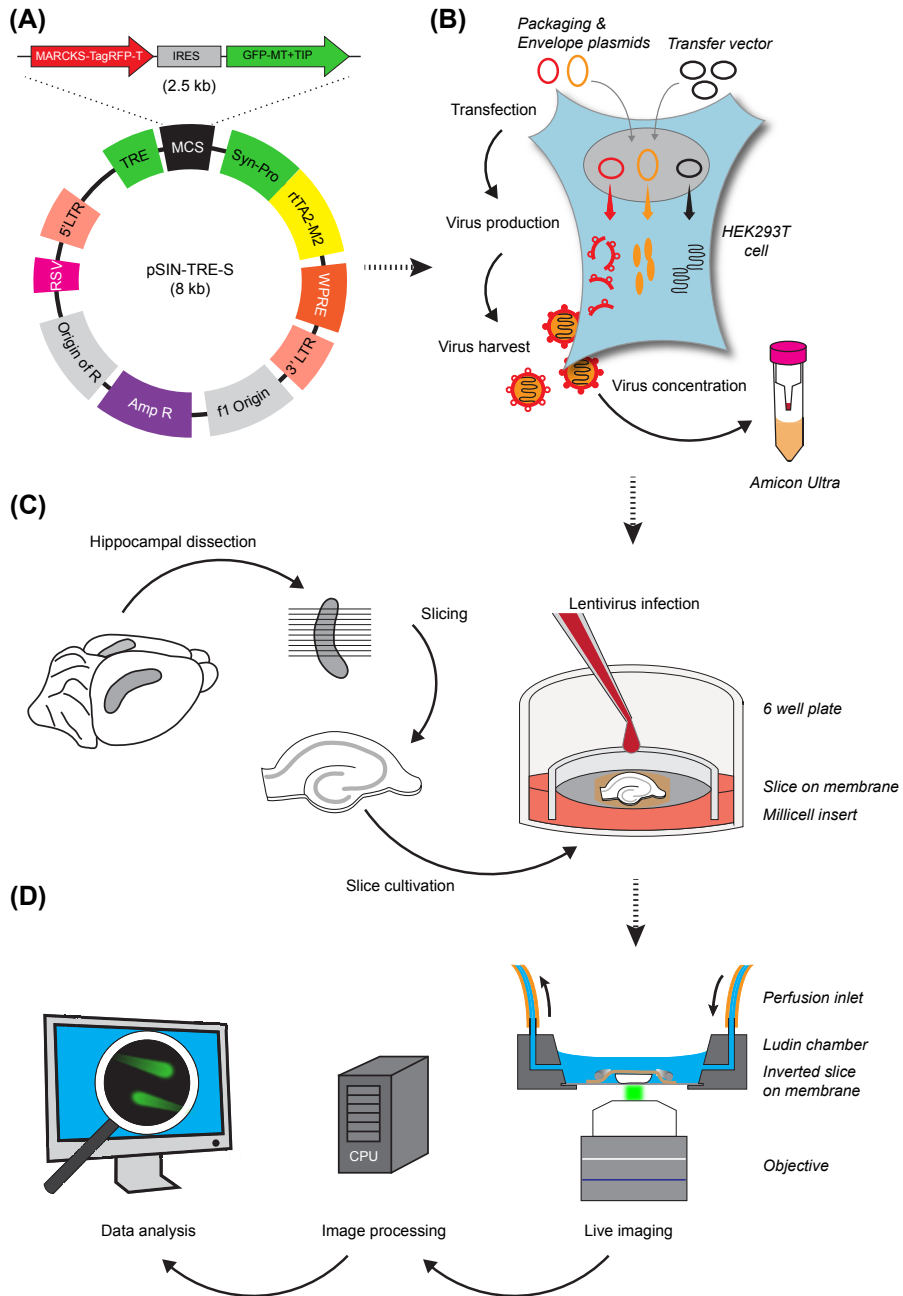 (A)
MARCKS-TagRFP-T
IRES
GFP-MT+TIP
(2.5 kb)
MCS
TRE
Syn-Pro
5'LTR
rtTA2-M2
RSV
pSIN-TRE-S
(8 kb)
WPRE
Origin of R
3' LTR
Amp R
f1 Origin
(B)
Packaging &
Envelope plasmids
Transfer vector
Transfection
Virus production
HEK293T
cell
Virus harvest
Virus concentration
Amicon Ultra
(C)
Hippocampal dissection
Slicing
Lentivirus infection
6 well plate
Slice on membrane
Millicell insert
Slice cultivation
(D)
Perfusion inlet
Ludin chamber
Inverted slice
on membrane
CPU
Objective
Data analysis
Image processing
Live imaging